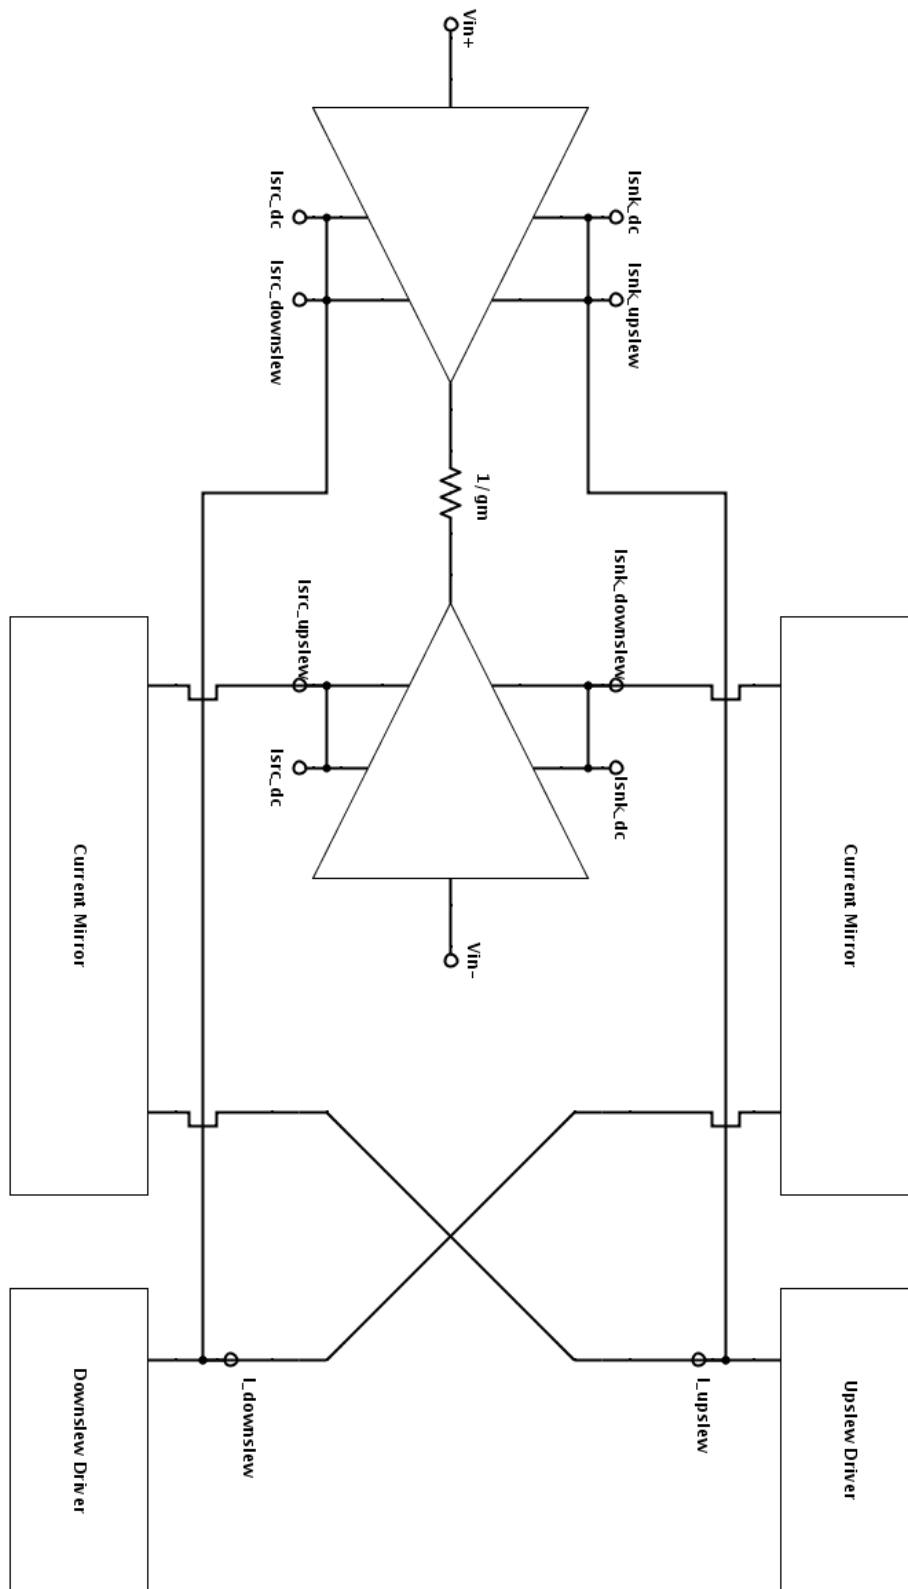 Vin+
Isrc_dc
Isnk_dc
Isrc_downslew
Isnk_upslew
1/gm
Isrc_upslew
Isnk_downslew
Isrc_dc
Isnk_dc
Current Mirror
Current Mirror
Vin-
I_downslew
I_upslew
Downslew Driver
Upslew Driver